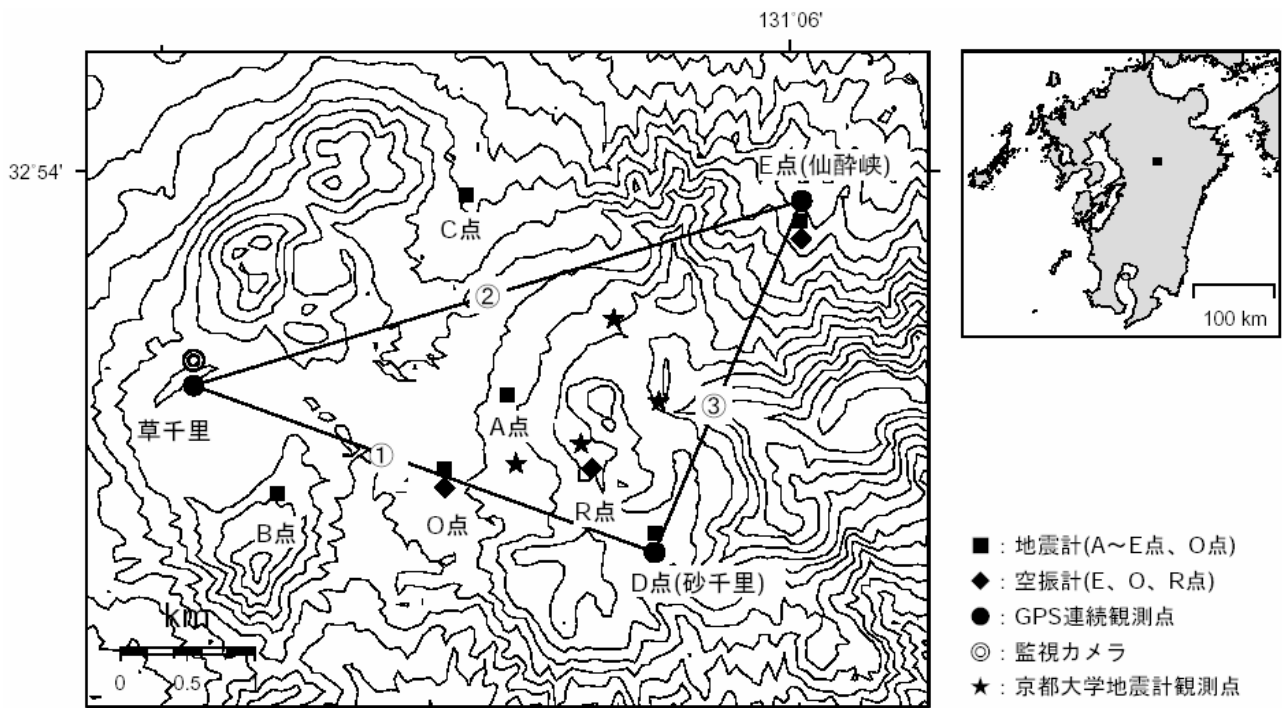 131°06'
32°54'
E点(仙酔峡)
C点
②
③
草千里
A点
①
B点
O点
R点
D点(砂千里)
km
0 0.5
100 km
■：地震計(A～E点、O点)
◆：空振計(E、O、R点)
●：GPS連続観測点
◎：監視カメラ
★：京都大学地震計観測点